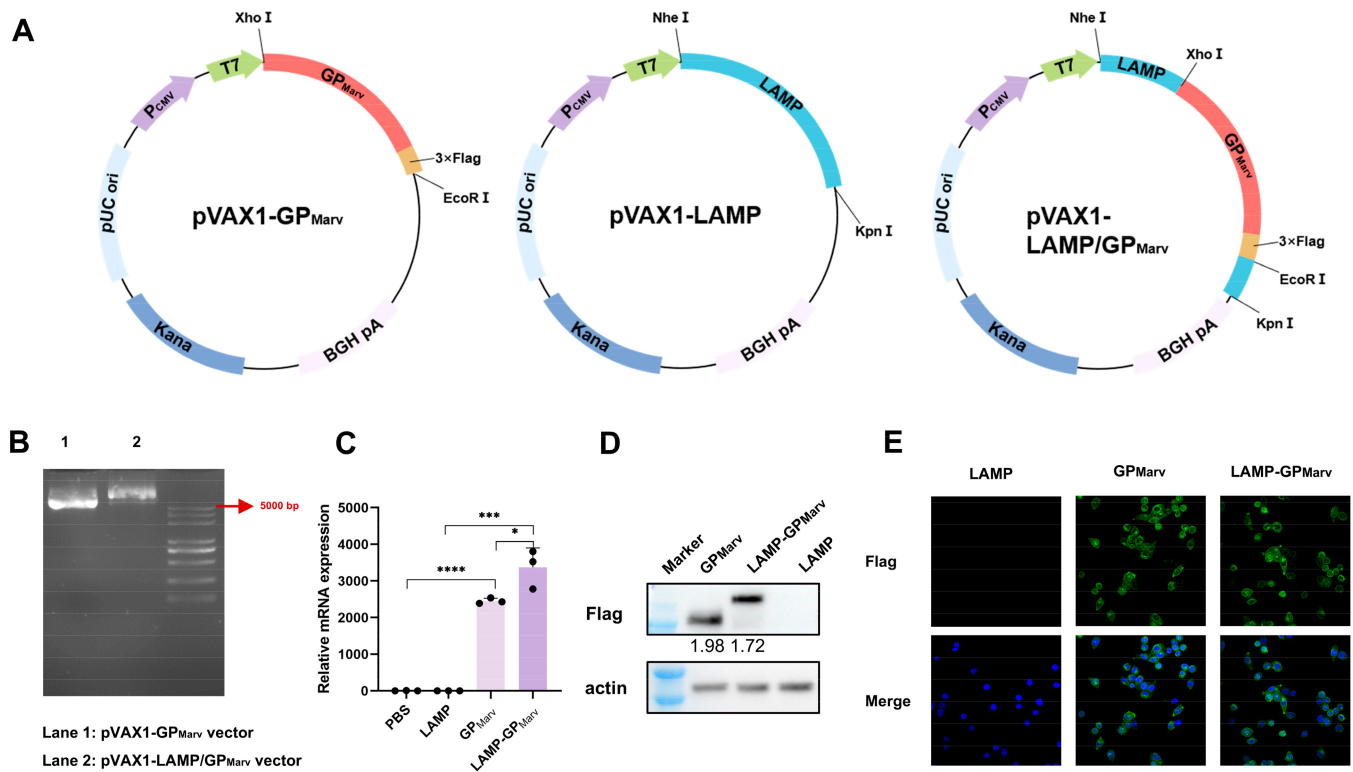 A
Xho I
T7
GPMarv
PCMV
3×Flag
EcoR I
pUC ori
pVAX1-GPMarv
Kana
BGH pA
Nhe I
T7
LAMP
PCMV
pUC ori
pVAX1-LAMP
Kpn I
Kana
BGH pA
Nhe I
T7
LAMP
Xho I
PCMV
GPMarv
pUC ori
pVAX1-
LAMP/GPMarv
3×Flag
EcoR I
Kpn I
Kana
BGH pA
B
1 2
5000 bp
Lane 1: pVAX1-GPMarv vector
Lane 2: pVAX1-LAMP/GPMarv vector
C
Relative mRNA expression
5000
4000
3000
2000
1000
0
***
*
****
PBS
LAMP
GPMarv
LAMP-GPMarv
D
Marker
GPMarv
LAMP-GPMarv
LAMP
Flag
1.98 1.72
actin
E
LAMP GPMarv LAMP-GPMarv
Flag
Merge